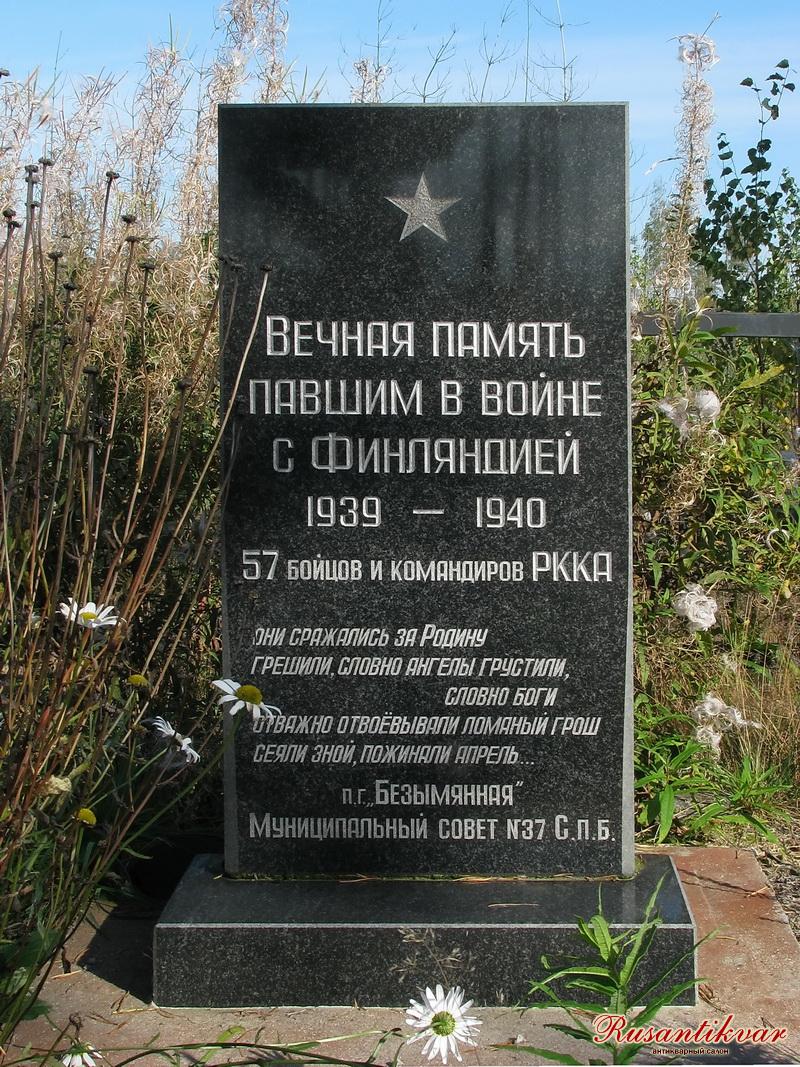 Вечная память
павшим в войне
с Финляндией
1939 — 1940
57 бойцов и командиров РККА
они сражались за Родину
грешили, словно ангелы грустили,
словно боги
отважно отвоёвывали ломаный грош
сеяли зной, пожинали апрель...
п.г. „Безымянная"
Муниципальный совет N37 С.П.Б.
Rusantikvar
антикварный салон